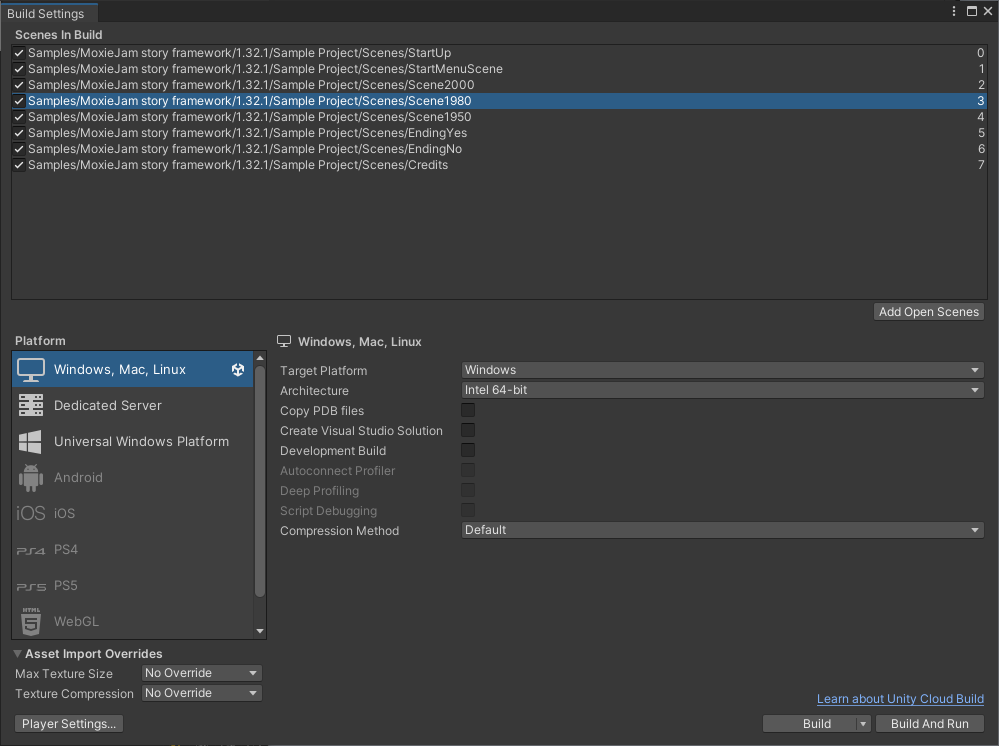 Build Settings
Scenes In Build
Samples/MoxieJam story framework/1.32.1/Sample Project/Scenes/StartUp 0
Samples/MoxieJam story framework/1.32.1/Sample Project/Scenes/StartMenuScene 1
Samples/MoxieJam story framework/1.32.1/Sample Project/Scenes/Scene2000 2
Samples/MoxieJam story framework/1.32.1/Sample Project/Scenes/Scene1980 3
Samples/MoxieJam story framework/1.32.1/Sample Project/Scenes/Scene1950 4
Samples/MoxieJam story framework/1.32.1/Sample Project/Scenes/EndingYes 5
Samples/MoxieJam story framework/1.32.1/Sample Project/Scenes/EndingNo 6
Samples/MoxieJam story framework/1.32.1/Sample Project/Scenes/Credits 7
Add Open Scenes
Platform
Windows, Mac, Linux
Dedicated Server
Universal Windows Platform
Android
iOS iOS
PS4 PS4
PS5 PS5
HTML 5 WebGL
Windows, Mac, Linux
Target Platform Windows
Architecture Intel 64-bit
Copy PDB files
Create Visual Studio Solution
Development Build
Autoconnect Profiler
Deep Profiling
Script Debugging
Compression Method Default
Asset Import Overrides
Max Texture Size No Override
Texture Compression No Override
Player Settings...
Learn about Unity Cloud Build
Build
Build And Run